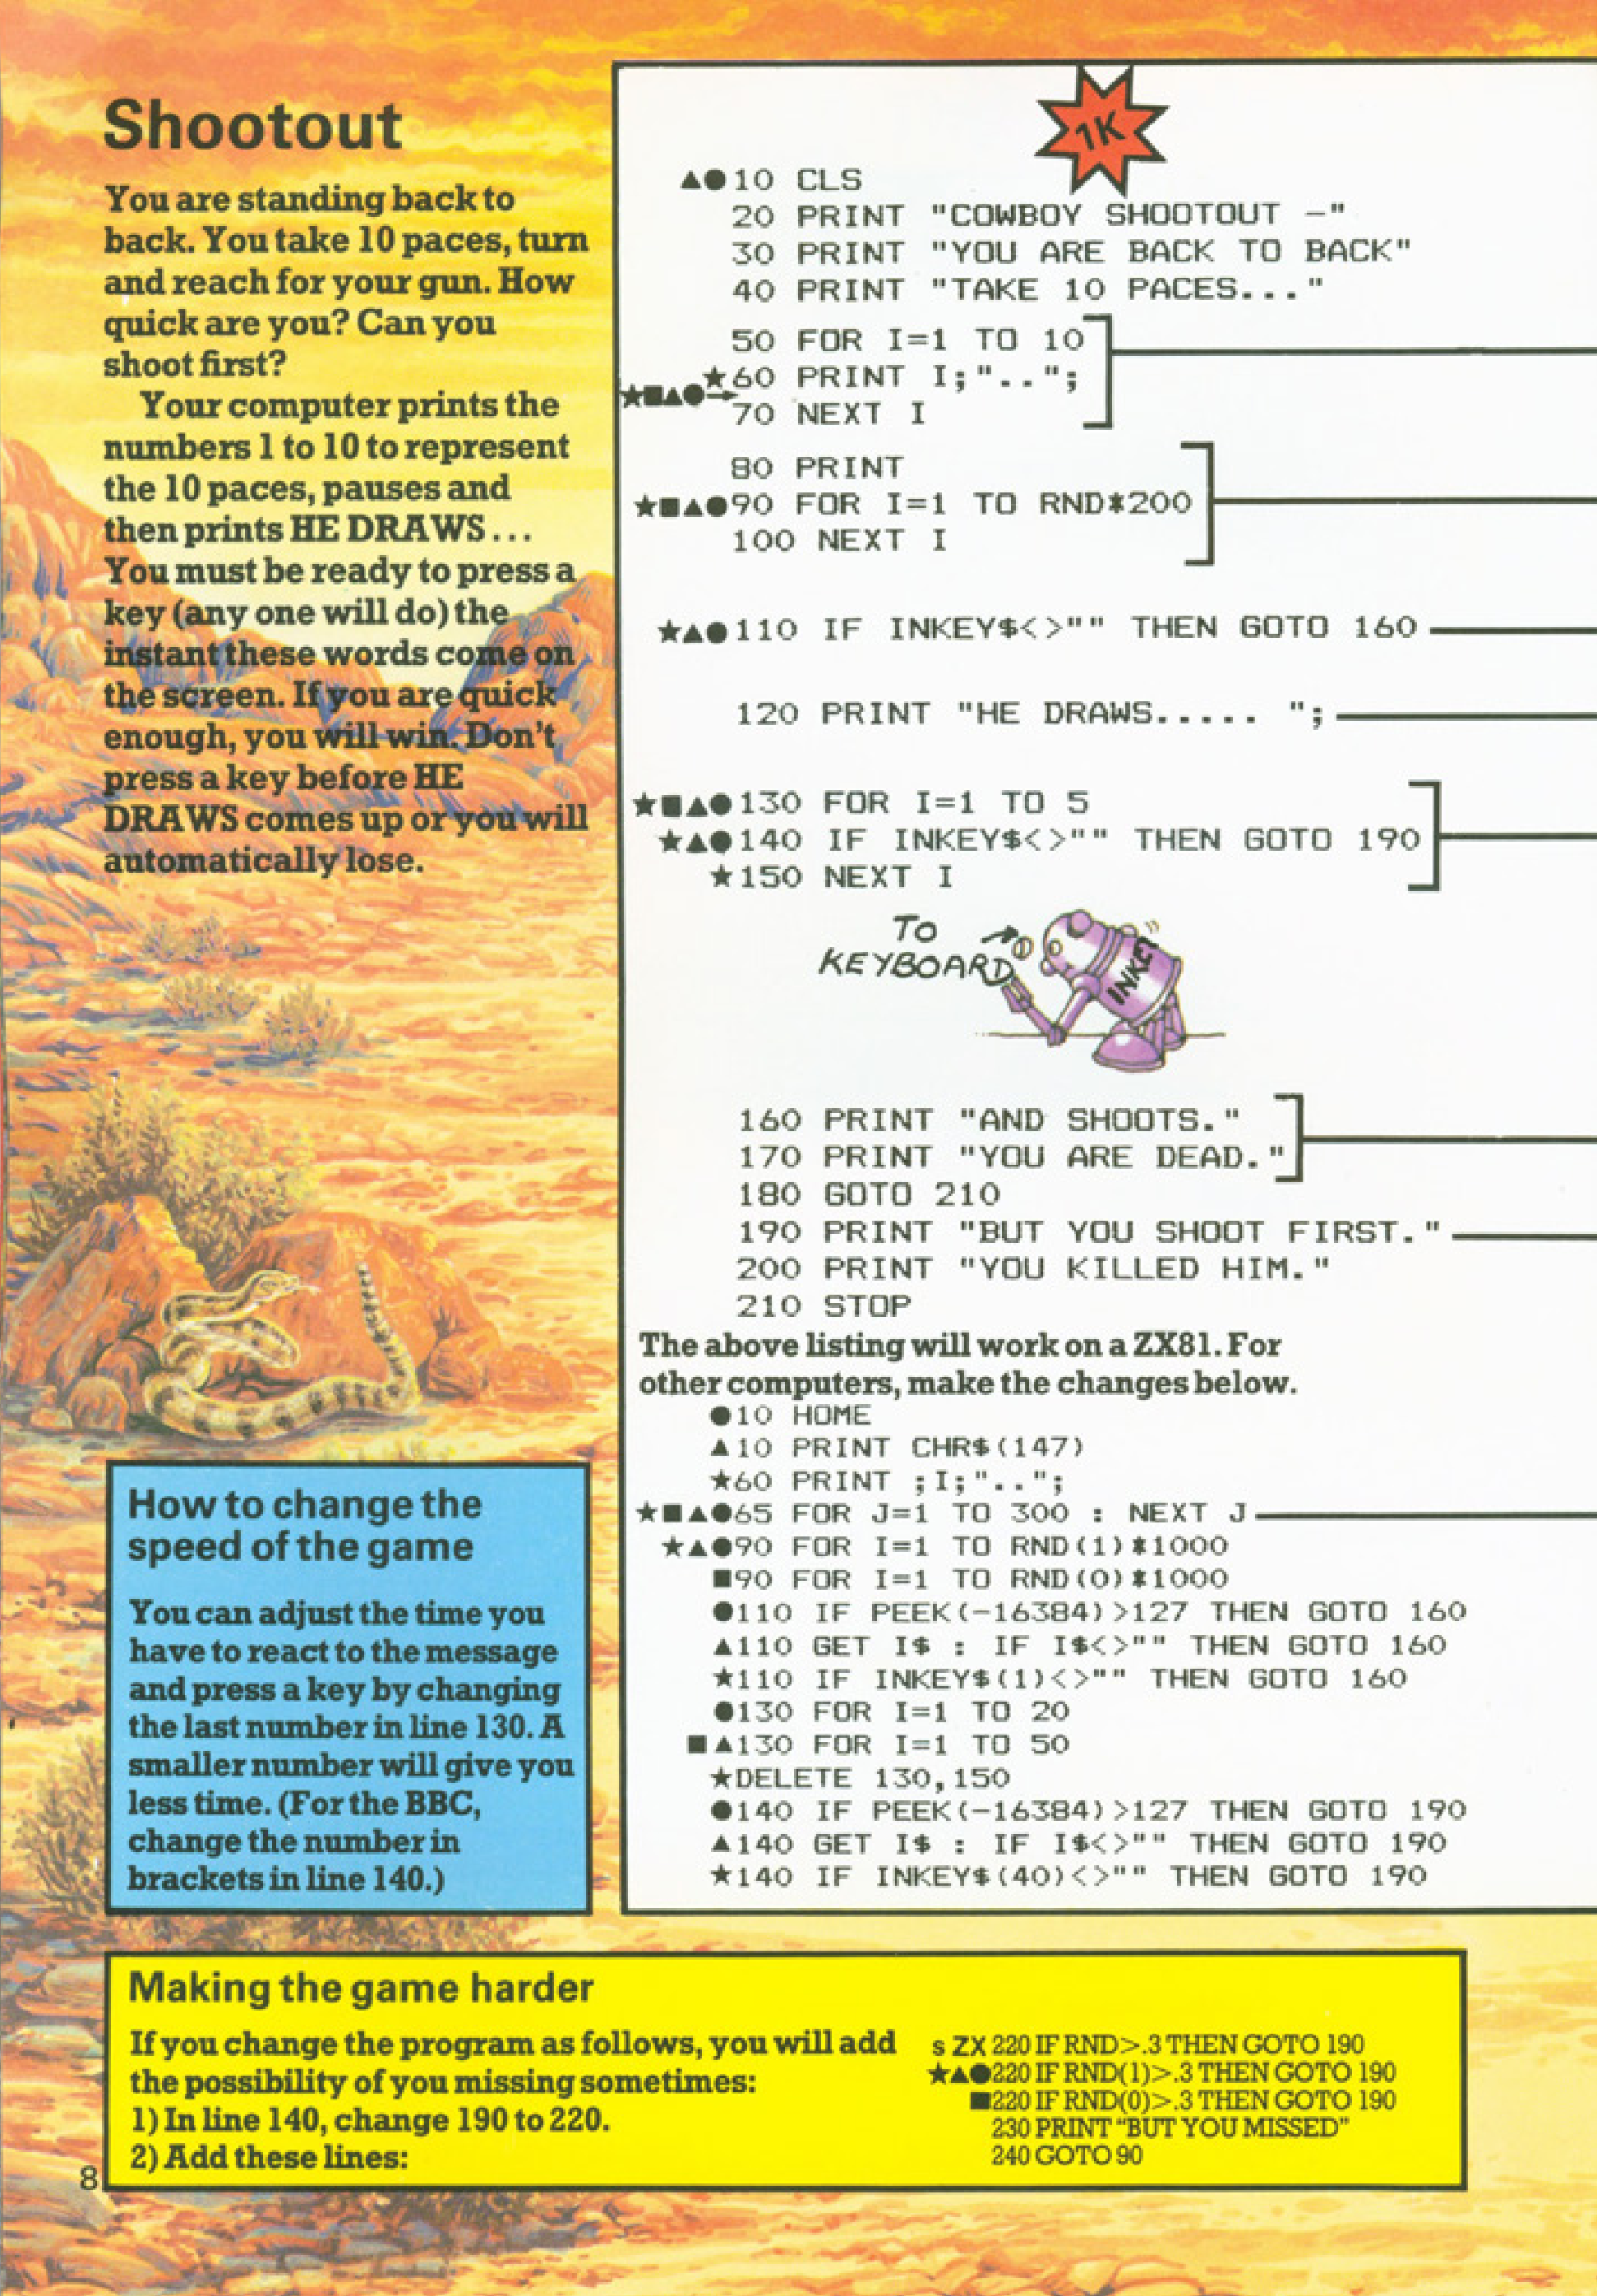 Shootout
You are standing back to
back. You take 10 paces, turn
and reach for your gun. How
quick are you? Can you
shoot first?
Your computer prints the
numbers 1 to 10 to represent
the 10 paces, pauses and
then prints HE DRAWS...
You must be ready to press a
key (any one will do) the
instant these words come on
the screen. If you are quick
enough, you will win. Don't
press a key before HE
DRAWS comes up or you will
automatically lose.
How to change the
speed of the game
You can adjust the time you
have to react to the message
and press a key by changing
the last number in line 130. A
smaller number will give you
less time. (For the BBC,
change the number in
brackets in line 140.)
1K
▲●10 CLS
20 PRINT "COWBOY SHOOTOUT -"
30 PRINT "YOU ARE BACK TO BACK"
40 PRINT "TAKE 10 PACES..."
50 FOR I=1 TO 10
★60 PRINT I;"..";
★■▲●→
70 NEXT I
80 PRINT
★■▲●90 FOR I=1 TO RND*200
100 NEXT I
★▲●110 IF INKEY$<>"" THEN GOTO 160
120 PRINT "HE DRAWS..... ";
★■▲●130 FOR I=1 TO 5
★▲●140 IF INKEY$<>"" THEN GOTO 190
★150 NEXT I
TO
KEYBOARD
INKEY
160 PRINT "AND SHOOTS."
170 PRINT "YOU ARE DEAD."
180 GOTO 210
190 PRINT "BUT YOU SHOOT FIRST."
200 PRINT "YOU KILLED HIM."
210 STOP
The above listing will work on a ZX81. For
other computers, make the changes below.
●10 HOME
▲10 PRINT CHR$(147)
★60 PRINT ;I;"..";
★■▲●65 FOR J=1 TO 300 : NEXT J
★▲●90 FOR I=1 TO RND(1)*1000
■90 FOR I=1 TO RND(0)*1000
●110 IF PEEK(-16384)>127 THEN GOTO 160
▲110 GET I$ : IF I$<>"" THEN GOTO 160
★110 IF INKEY$(1)<>"" THEN GOTO 160
●130 FOR I=1 TO 20
■▲130 FOR I=1 TO 50
★DELETE 130,150
●140 IF PEEK(-16384)>127 THEN GOTO 190
▲140 GET I$ : IF I$<>"" THEN GOTO 190
★140 IF INKEY$(40)<>"" THEN GOTO 190
Making the game harder
If you change the program as follows, you will add
the possibility of you missing sometimes:
1) In line 140, change 190 to 220.
2) Add these lines:
s ZX 220 IF RND>.3 THEN GOTO 190
★▲●220 IF RND(1)>.3 THEN GOTO 190
■220 IF RND(0)>.3 THEN GOTO 190
230 PRINT "BUT YOU MISSED"
240 GOTO 90
8